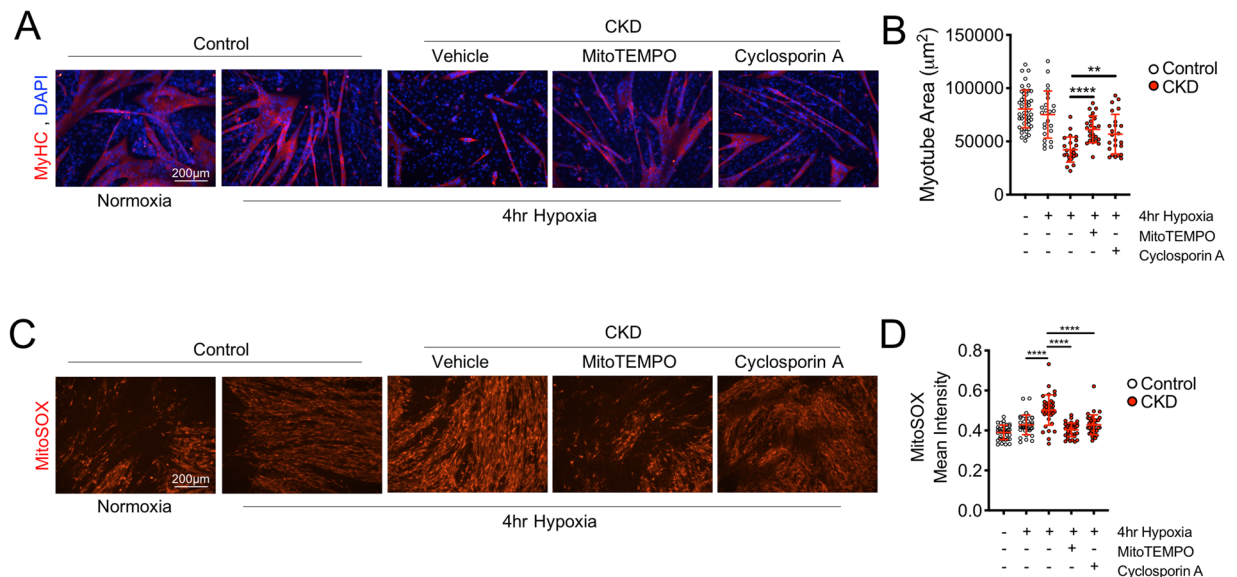 A
Control
CKD
Vehicle
MitoTEMPO
Cyclosporin A
MyHC , DAPI
200µm
Normoxia
4hr Hypoxia
B
Myotube Area (µm²)
150000
100000
50000
0
**
****
Control
CKD
- + + + + 4hr Hypoxia
- - - + - MitoTEMPO
- - - - + Cyclosporin A
C
Control
CKD
Vehicle
MitoTEMPO
Cyclosporin A
MitoSOX
200µm
Normoxia
4hr Hypoxia
D
MitoSOX
Mean Intensity
0.8
0.6
0.4
0.2
0.0
****
****
****
Control
CKD
- + + + + 4hr Hypoxia
- - - + - MitoTEMPO
- - - - + Cyclosporin A